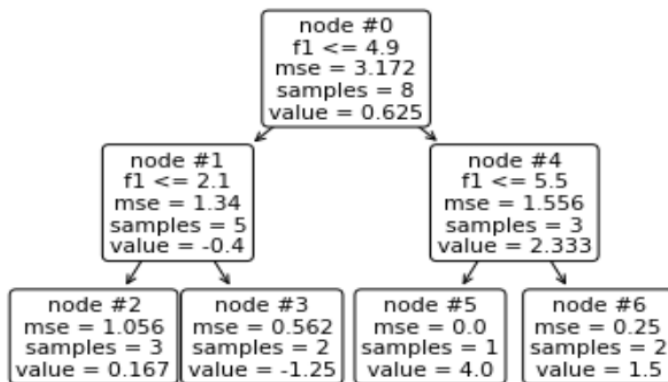 node #0
f1 <= 4.9
mse = 3.172
samples = 8
value = 0.625
node #1
f1 <= 2.1
mse = 1.34
samples = 5
value = -0.4
node #4
f1 <= 5.5
mse = 1.556
samples = 3
value = 2.333
node #2
mse = 1.056
samples = 3
value = 0.167
node #3
mse = 0.562
samples = 2
value = -1.25
node #5
mse = 0.0
samples = 1
value = 4.0
node #6
mse = 0.25
samples = 2
value = 1.5